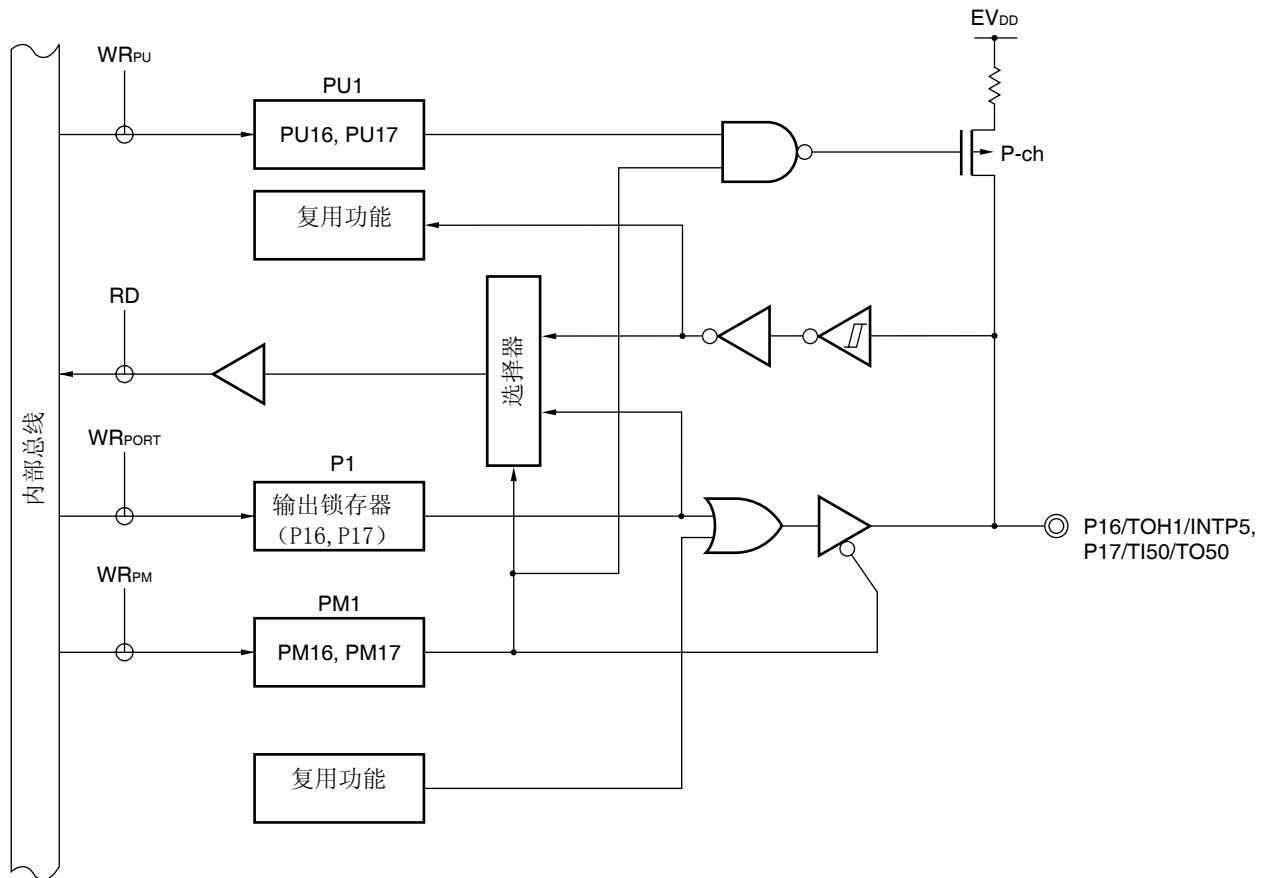 EVDD
WRPU
PU1
PU16, PU17
P-ch
复用功能
RD
选择器
内部总线
WRPORT
P1
输出锁存器
（P16,P17）
P16/TOH1/INTP5,
P17/TI50/TO50
WRPM
PM1
PM16, PM17
复用功能